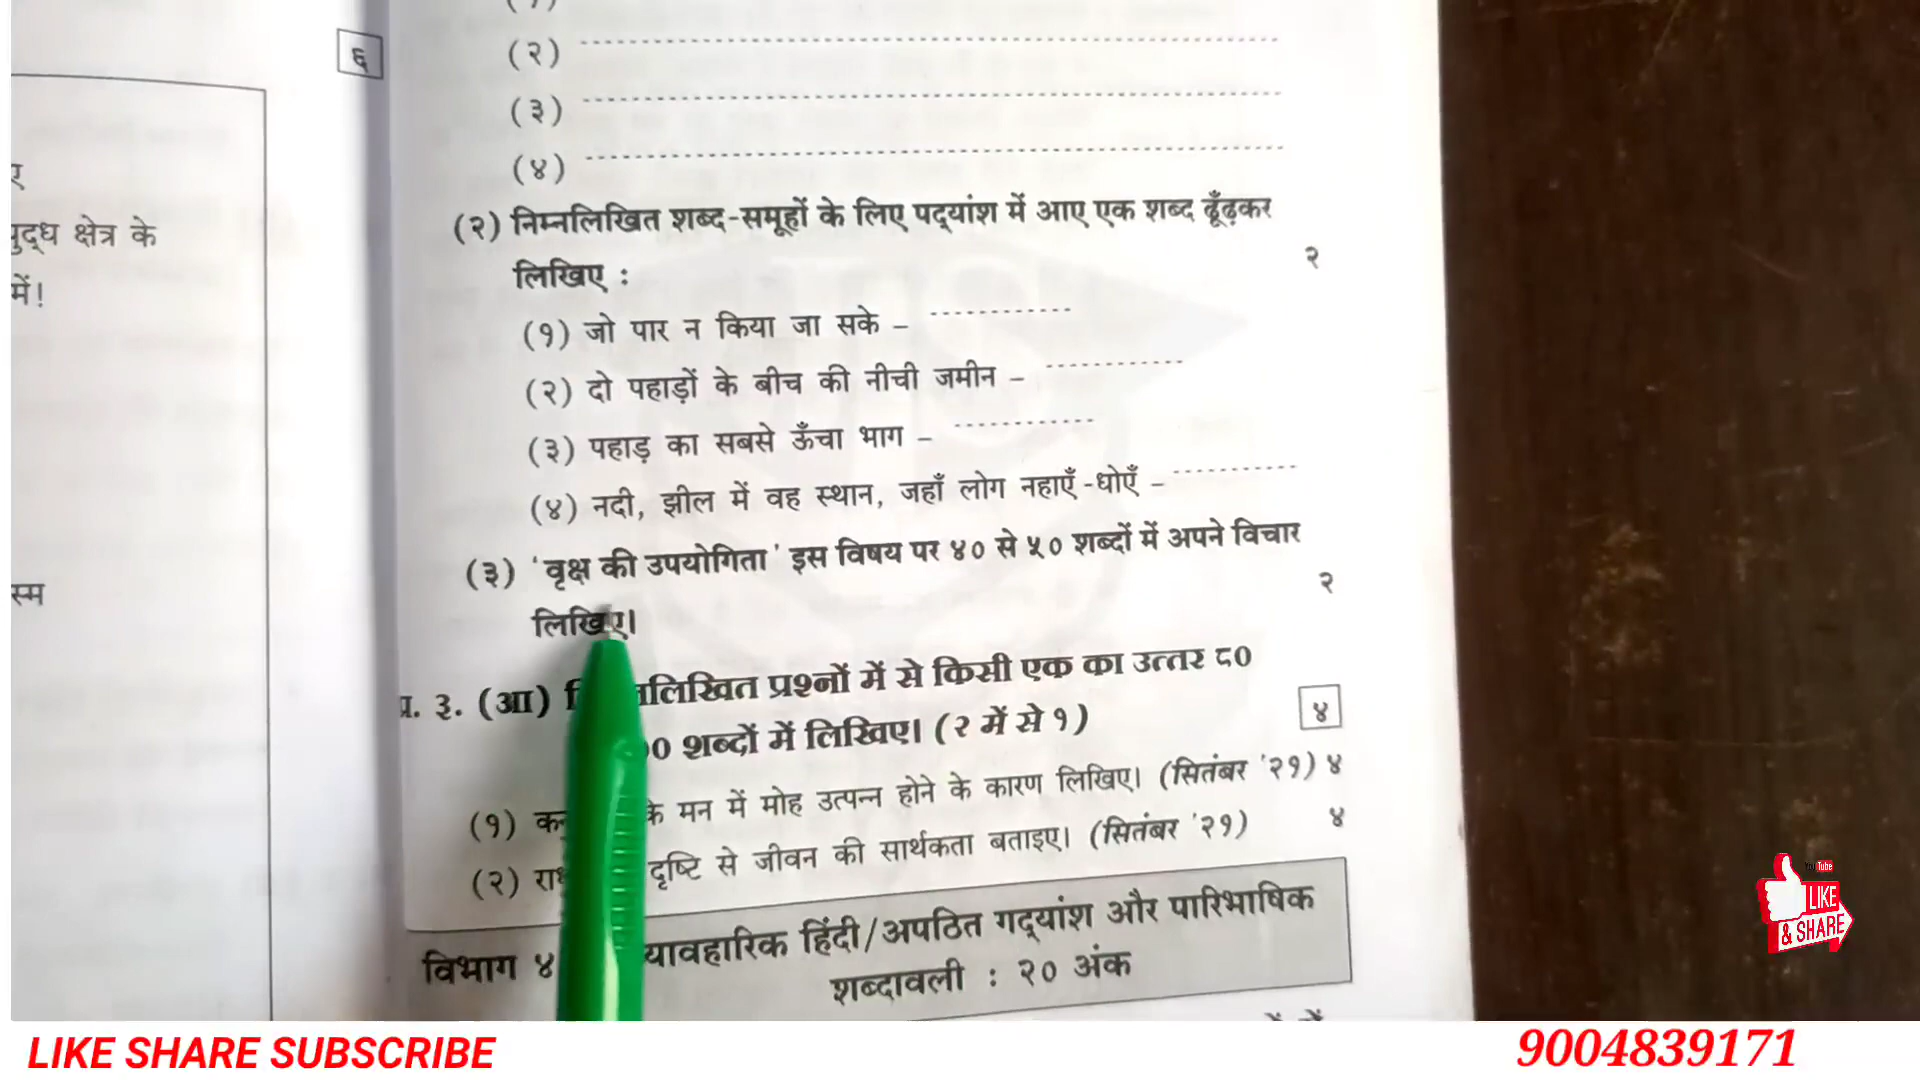 ६
ए
युद्ध क्षेत्र के
में!
स्म
(२)
(३)
(४)
(२) निम्नलिखित शब्द-समूहों के लिए पद्यांश में आए एक शब्द ढूँढ़कर
लिखिए : २
(१) जो पार न किया जा सके –
(२) दो पहाड़ों के बीच की नीची जमीन –
(३) पहाड़ का सबसे ऊँचा भाग –
(४) नदी, झील में वह स्थान, जहाँ लोग नहाएँ-धोएँ –
(३) 'वृक्ष की उपयोगिता' इस विषय पर ४० से ५० शब्दों में अपने विचार
लिखिए। २
प्र. ३. (आ) लिखित प्रश्नों में से किसी एक का उत्तर ८०
शब्दों में लिखिए। (२ में से १) ४
(१) के मन में मोह उत्पन्न होने के कारण लिखिए। (सितंबर '२१) ४
(२) दृष्टि से जीवन की सार्थकता बताइए। (सितंबर '२१) ४
विभाग ४ यावहारिक हिंदी/अपठित गद्यांश और पारिभाषिक
शब्दावली : २० अंक
YouTube
LIKE
& SHARE
LIKE SHARE SUBSCRIBE
9004839171